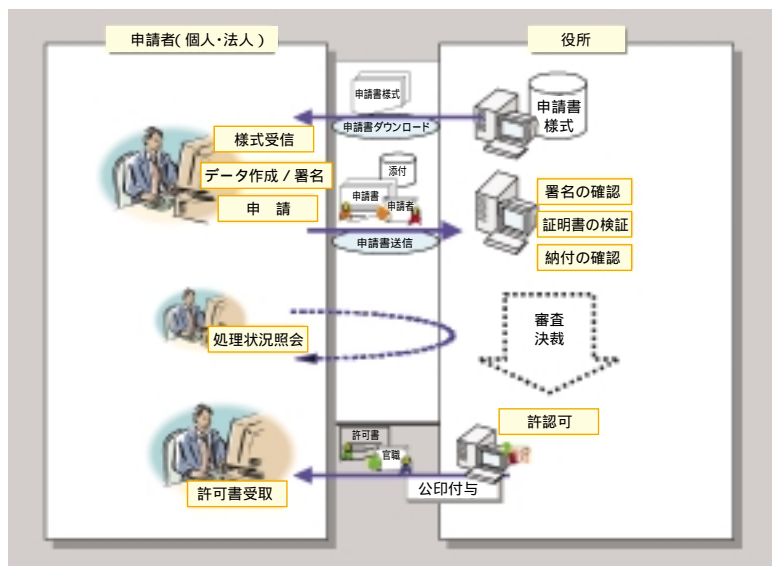 申請者(個人・法人)
役所
申請書様式
申請書ダウンロード
申請書
様式
様式受信
データ作成/署名
申 請
添付
申請書
申請者
申請書送信
署名の確認
証明書の検証
納付の確認
処理状況照会
審査
決裁
許可書
官職
許認可
公印付与
許可書受取